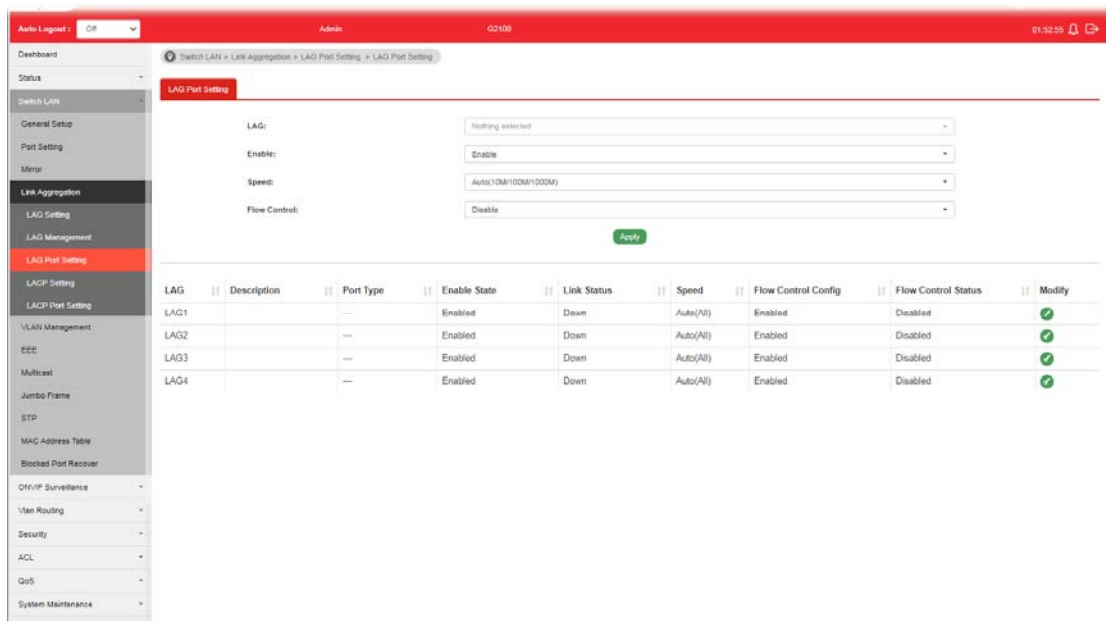 Auto Logout : Off Admin G2100 01:52:55
Dashboard
Status
Switch LAN
General Setup
Port Setting
Mirror
Link Aggregation
LAG Setting
LAG Management
LAG Port Setting
LACP Setting
LACP Port Setting
VLAN Management
EEE
Multicast
Jumbo Frame
STP
MAC Address Table
Blocked Port Recover
ONVIF Surveillance
Vlan Routing
Security
ACL
QoS
System Maintenance
Switch LAN » Link Aggregation » LAG Port Setting » LAG Port Setting
LAG Port Setting
LAG: Nothing selected
Enable: Enable
Speed: Auto(10M/100M/1000M)
Flow Control: Disable
Apply
LAG Description Port Type Enable State Link Status Speed Flow Control Config Flow Control Status Modify
LAG1 --- Enabled Down Auto(All) Enabled Disabled
LAG2 --- Enabled Down Auto(All) Enabled Disabled
LAG3 --- Enabled Down Auto(All) Enabled Disabled
LAG4 --- Enabled Down Auto(All) Enabled Disabled